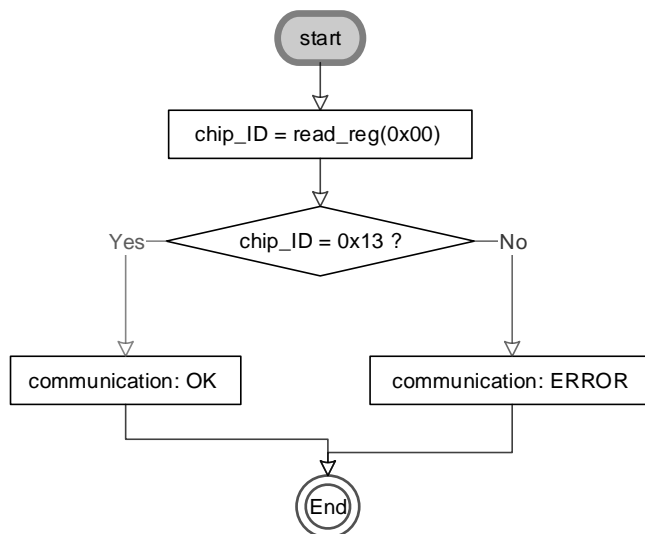 start
chip_ID = read_reg(0x00)
chip_ID = 0x13 ?
Yes
No
communication: OK
communication: ERROR
End